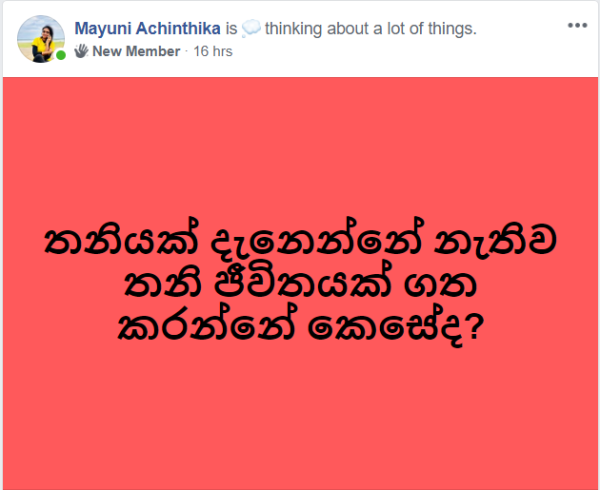 Mayuni Achinthika is thinking about a lot of things.
New Member · 16 hrs
තනියක් දැනෙන්නේ නැතිව
තනි ජීවිතයක් ගත
කරන්නේ කෙසේද?